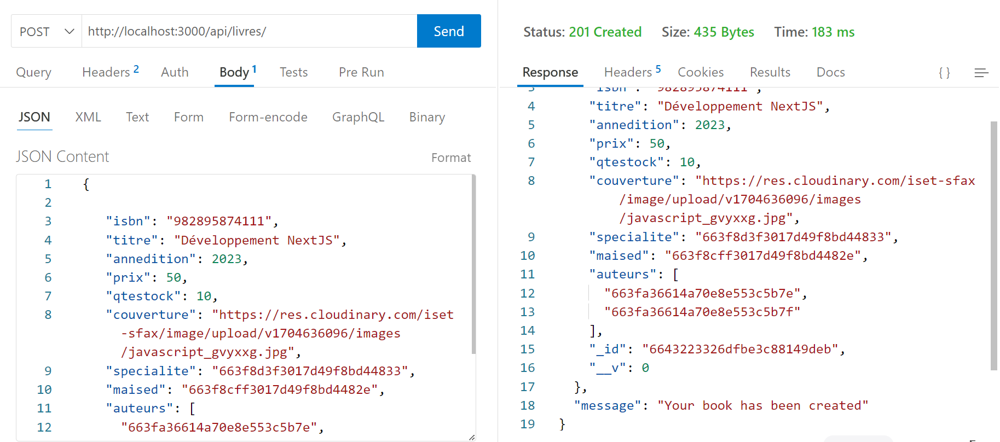 POST http://localhost:3000/api/livres/ Send
Query Headers 2 Auth Body 1 Tests Pre Run
JSON XML Text Form Form-encode GraphQL Binary
JSON Content Format
1 {
2
3 "isbn": "982895874111",
4 "titre": "Développement NextJS",
5 "annedition": 2023,
6 "prix": 50,
7 "qtestock": 10,
8 "couverture": "https://res.cloudinary.com/iset
-sfax/image/upload/v1704636096/images
/javascript_gvyxxg.jpg",
9 "specialite": "663f8d3f3017d49f8bd44833",
10 "maised": "663f8cff3017d49f8bd4482e",
11 "auteurs": [
12 "663fa36614a70e8e553c5b7e",
Status: 201 Created Size: 435 Bytes Time: 183 ms
Response Headers 5 Cookies Results Docs { }
3 "isbn": "982895874111",
4 "titre": "Développement NextJS",
5 "annedition": 2023,
6 "prix": 50,
7 "qtestock": 10,
8 "couverture": "https://res.cloudinary.com/iset-sfax
/image/upload/v1704636096/images
/javascript_gvyxxg.jpg",
9 "specialite": "663f8d3f3017d49f8bd44833",
10 "maised": "663f8cff3017d49f8bd4482e",
11 "auteurs": [
12 "663fa36614a70e8e553c5b7e",
13 "663fa36614a70e8e553c5b7f"
14 ],
15 "_id": "6643223326dfbe3c88149deb",
16 "__v": 0
17 },
18 "message": "Your book has been created"
19 }